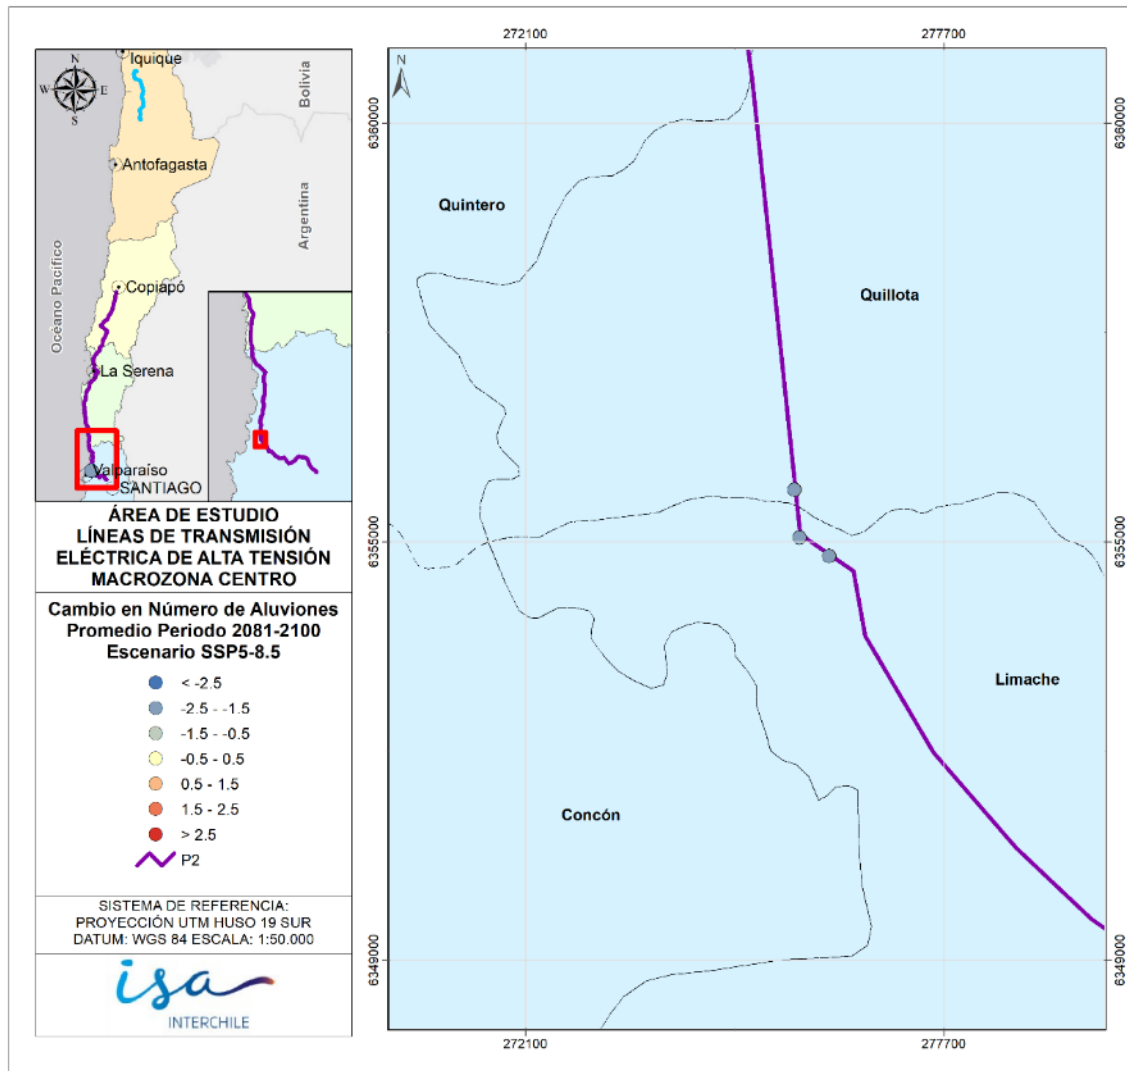 272100
277700
6360000
6355000
6349000
6360000
6355000
6349000
272100
277700
N
N
W
E
S
Iquique
Bolivia
Antofagasta
Argentina
Océano Pacífico
Copiapó
La Serena
Valparaíso
SANTIAGO
Quintero
Quillota
Limache
Concón
ÁREA DE ESTUDIO
LÍNEAS DE TRANSMISIÓN
ELÉCTRICA DE ALTA TENSIÓN
MACROZONA CENTRO
Cambio en Número de Aluviones
Promedio Periodo 2081-2100
Escenario SSP5-8.5
< -2.5
-2.5 - -1.5
-1.5 - -0.5
-0.5 - 0.5
0.5 - 1.5
1.5 - 2.5
> 2.5
P2
SISTEMA DE REFERENCIA:
PROYECCIÓN UTM HUSO 19 SUR
DATUM: WGS 84 ESCALA: 1:50.000
isa
INTERCHILE